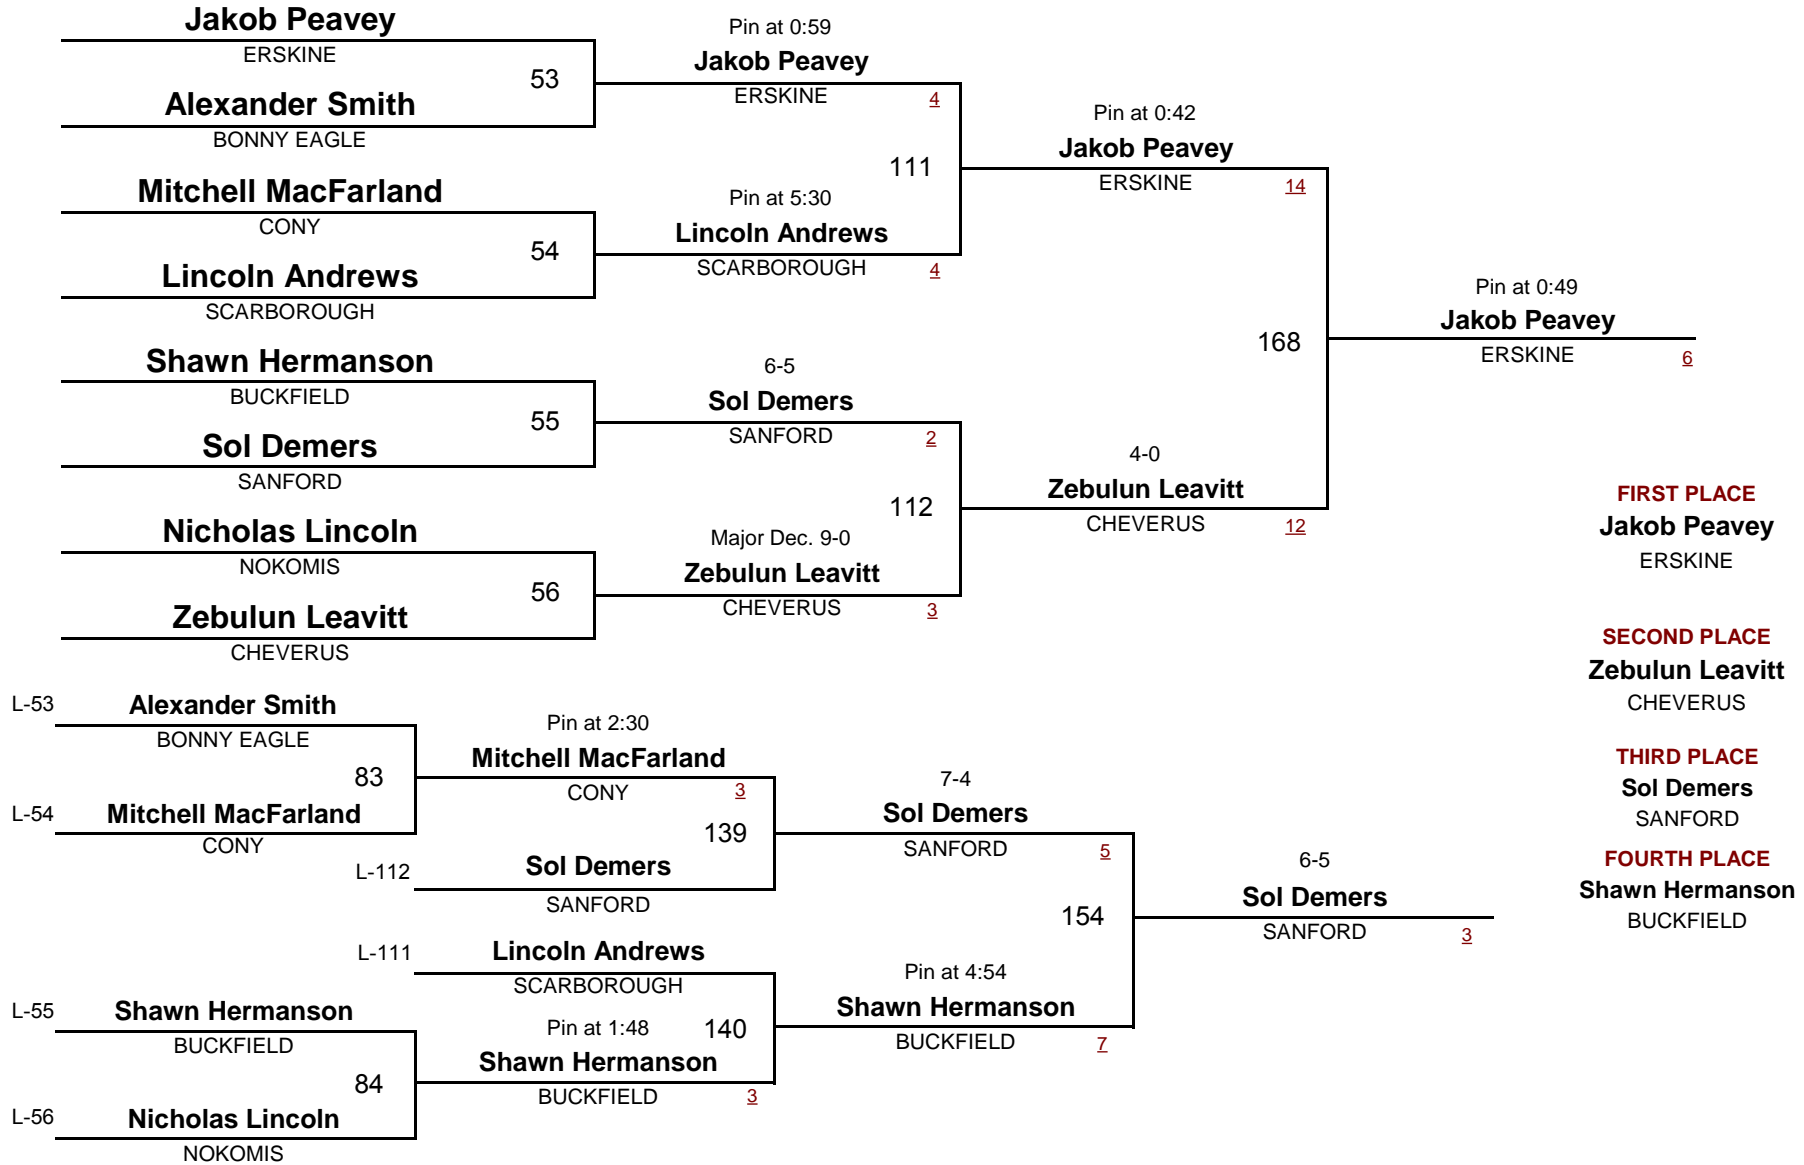 Jakob Peavey
ERSKINE
53
Alexander Smith
BONNY EAGLE
Mitchell MacFarland
CONY
54
Lincoln Andrews
SCARBOROUGH
Shawn Hermanson
BUCKFIELD
55
Sol Demers
SANFORD
Nicholas Lincoln
NOKOMIS
56
Zebulun Leavitt
CHEVERUS
Pin at 0:59
Jakob Peavey
ERSKINE 4
111
Pin at 5:30
Lincoln Andrews
SCARBOROUGH 4
6-5
Sol Demers
SANFORD 2
112
Major Dec. 9-0
Zebulun Leavitt
CHEVERUS 3
Pin at 0:42
Jakob Peavey
ERSKINE 14
168
4-0
Zebulun Leavitt
CHEVERUS 12
Pin at 0:49
Jakob Peavey
ERSKINE 6
FIRST PLACE
Jakob Peavey
ERSKINE
SECOND PLACE
Zebulun Leavitt
CHEVERUS
THIRD PLACE
Sol Demers
SANFORD
FOURTH PLACE
Shawn Hermanson
BUCKFIELD
L-53 Alexander Smith
BONNY EAGLE
83
L-54 Mitchell MacFarland
CONY
L-55 Shawn Hermanson
BUCKFIELD
84
L-56 Nicholas Lincoln
NOKOMIS
Pin at 2:30
Mitchell MacFarland
CONY 3
139
L-112 Sol Demers
SANFORD
L-111 Lincoln Andrews
SCARBOROUGH
Pin at 1:48 140
Shawn Hermanson
BUCKFIELD 3
7-4
Sol Demers
SANFORD 5
154
Pin at 4:54
Shawn Hermanson
BUCKFIELD 7
6-5
Sol Demers
SANFORD 3